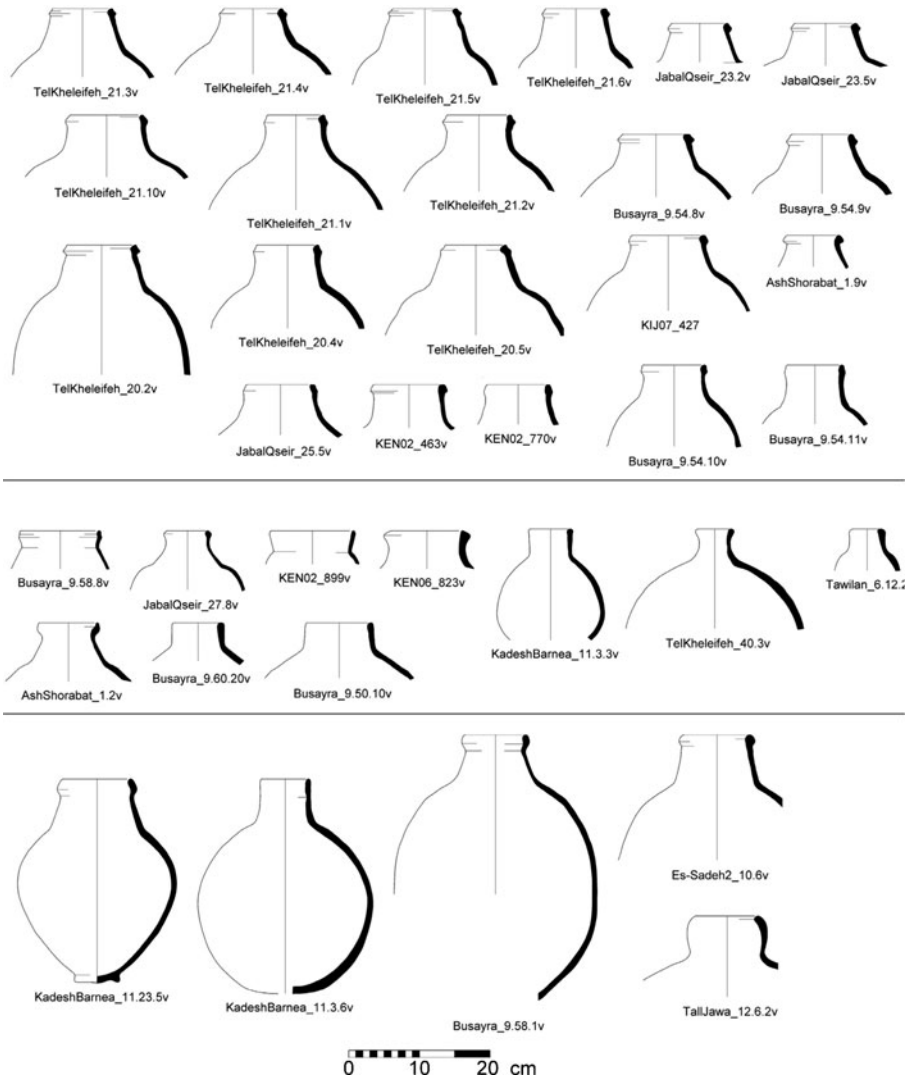 TelKheleifeh_21.3v
TelKheleifeh_21.4v
TelKheleifeh_21.5v
TelKheleifeh_21.6v
JabalQseir_23.2v
JabalQseir_23.5v
TelKheleifeh_21.10v
TelKheleifeh_21.1v
TelKheleifeh_21.2v
Busayra_9.54.8v
Busayra_9.54.9v
TelKheleifeh_20.2v
TelKheleifeh_20.4v
TelKheleifeh_20.5v
KIJ07_427
AshShorabat_1.9v
JabalQseir_25.5v
KEN02_463v
KEN02_770v
Busayra_9.54.10v
Busayra_9.54.11v
Busayra_9.58.8v
JabalQseir_27.8v
KEN02_899v
KEN06_823v
KadeshBarnea_11.3.3v
TelKheleifeh_40.3v
Tawilan_6.12.2
AshShorabat_1.2v
Busayra_9.60.20v
Busayra_9.50.10v
KadeshBarnea_11.23.5v
KadeshBarnea_11.3.6v
Busayra_9.58.1v
Es-Sadeh2_10.6v
TallJawa_12.6.2v
0 10 20 cm